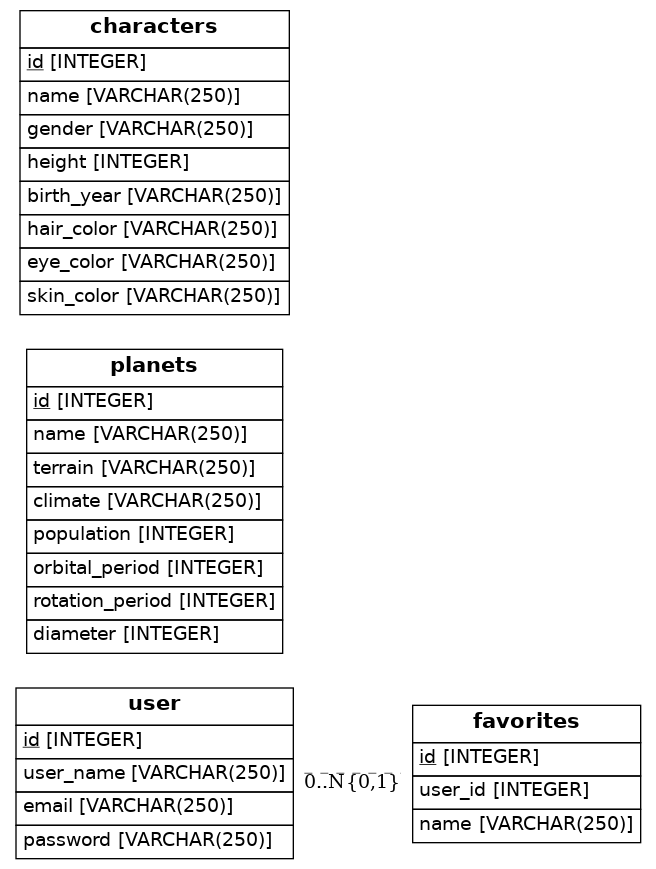 characters
id [INTEGER]
name [VARCHAR(250)]
gender [VARCHAR(250)]
height [INTEGER]
birth_year [VARCHAR(250)]
hair_color [VARCHAR(250)]
eye_color [VARCHAR(250)]
skin_color [VARCHAR(250)]
planets
id [INTEGER]
name [VARCHAR(250)]
terrain [VARCHAR(250)]
climate [VARCHAR(250)]
population [INTEGER]
orbital_period [INTEGER]
rotation_period [INTEGER]
diameter [INTEGER]
user
id [INTEGER]
user_name [VARCHAR(250)]
email [VARCHAR(250)]
password [VARCHAR(250)]
0..N {0,1}
favorites
id [INTEGER]
user_id [INTEGER]
name [VARCHAR(250)]